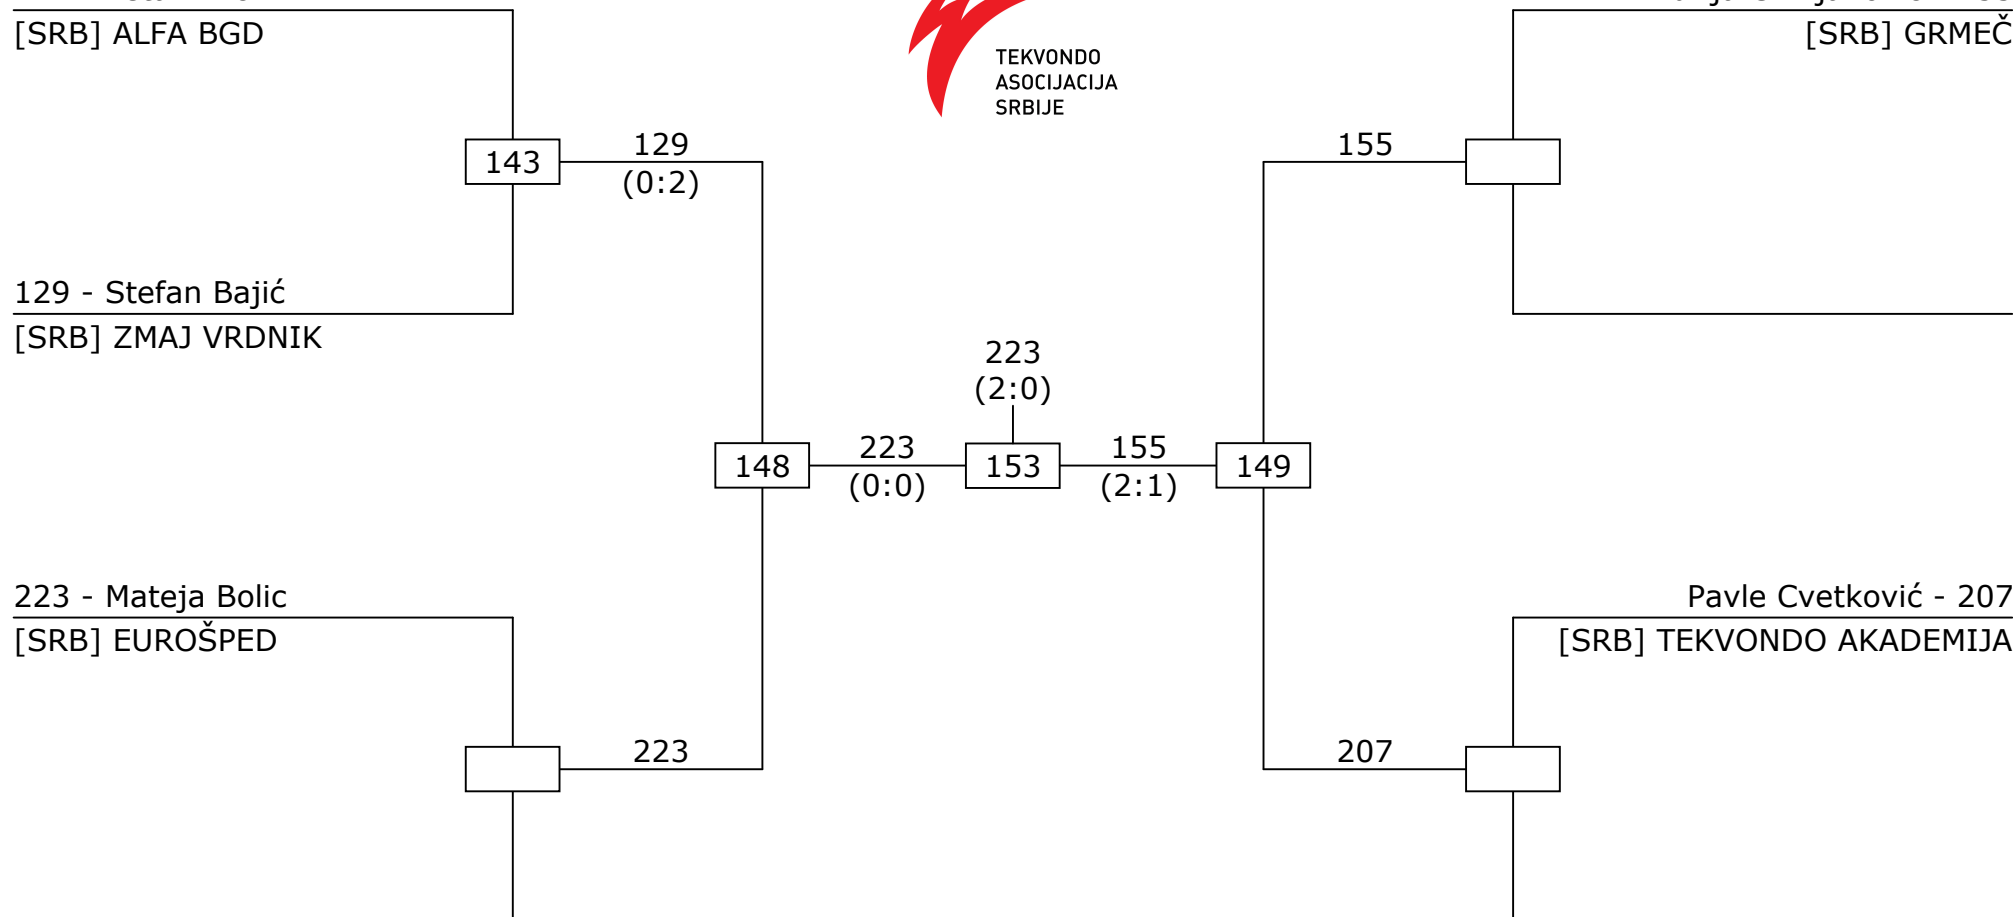 [SRB] ALFA BGD
[SRB] GRMEČ
TEKVONDO
ASOCIJACIJA
SRBIJE
143
129
(0:2)
155
129 - Stefan Bajić
[SRB] ZMAJ VRDNIK
223
(2:0)
148
223
(0:0)
153
155
(2:1)
149
223 - Mateja Bolic
[SRB] EUROŠPED
Pavle Cvetković - 207
[SRB] TEKVONDO AKADEMIJA
223
207